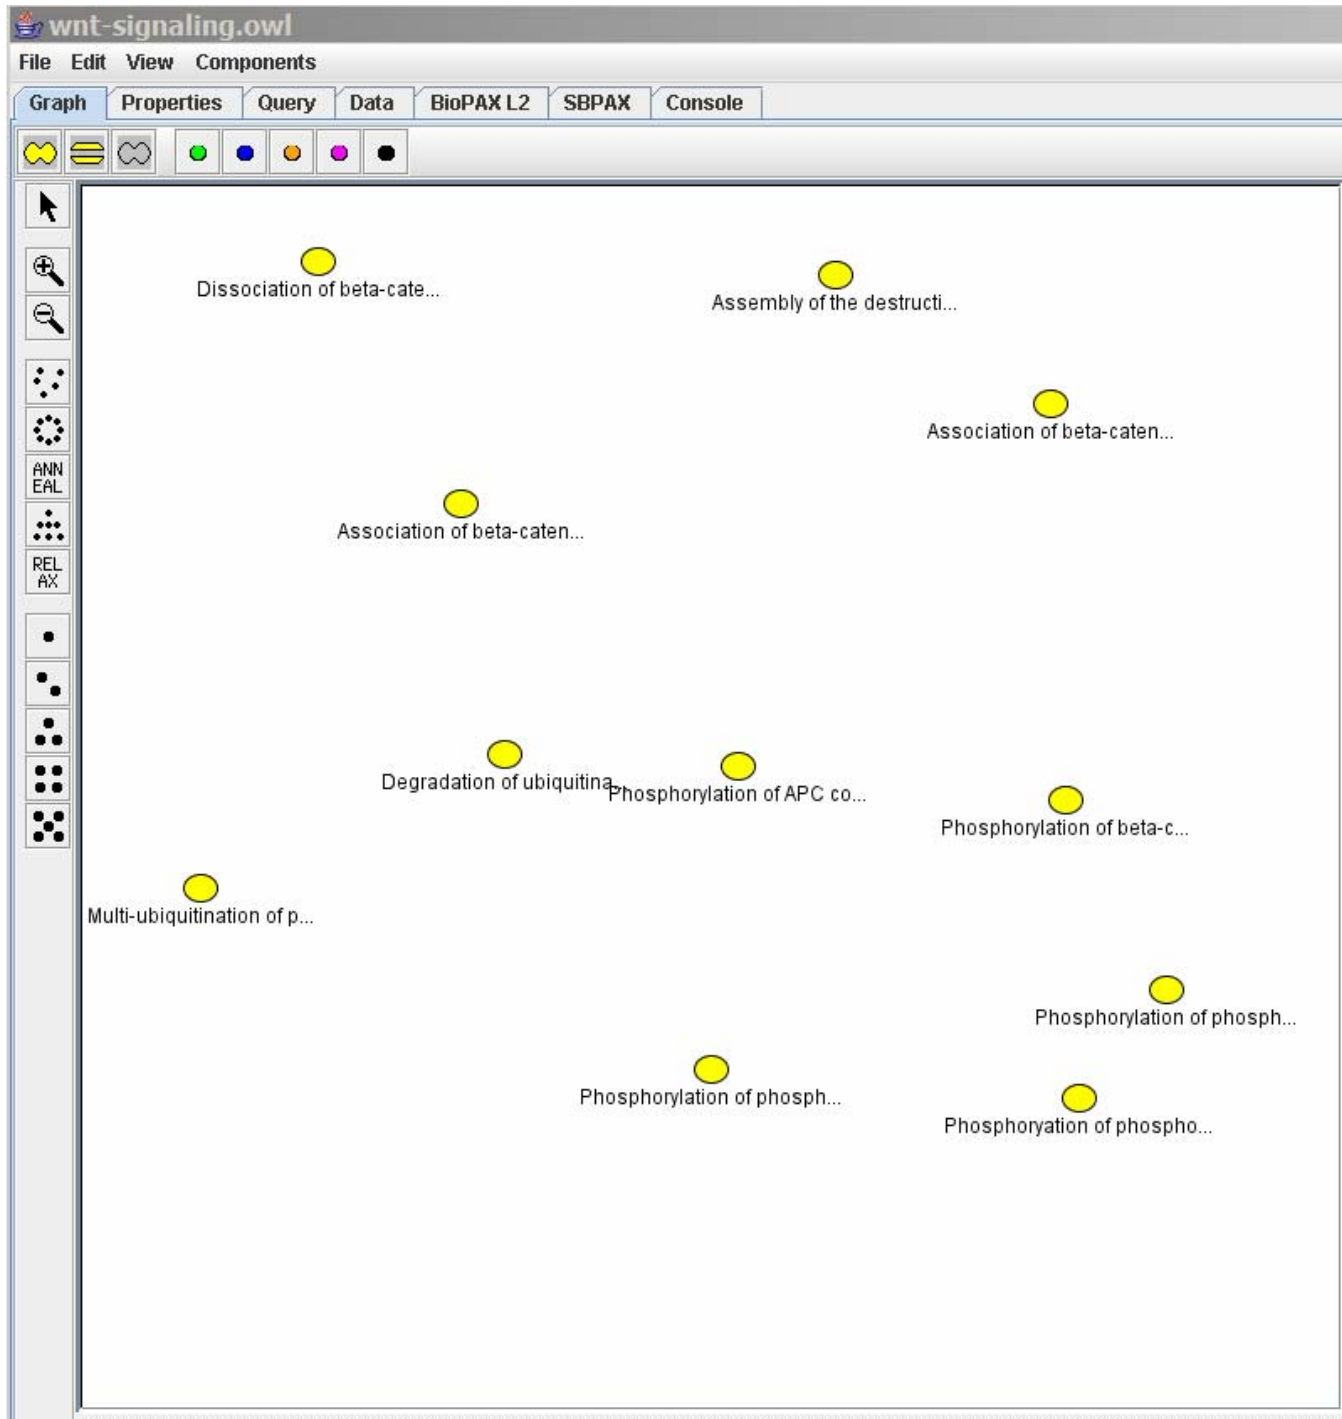 wnt-signaling.owl
File Edit View Components
Graph Properties Query Data BioPAX L2 SBPAX Console
Dissociation of beta-cate...
Assembly of the destructi...
Association of beta-caten...
Association of beta-caten...
ANN
EAL
REL
AX
Degradation of ubiquitina...
Phosphorylation of APC co...
Phosphorylation of beta-c...
Multi-ubiquitination of p...
Phosphorylation of phosph...
Phosphorylation of phosph...
Phosphoryation of phospho...